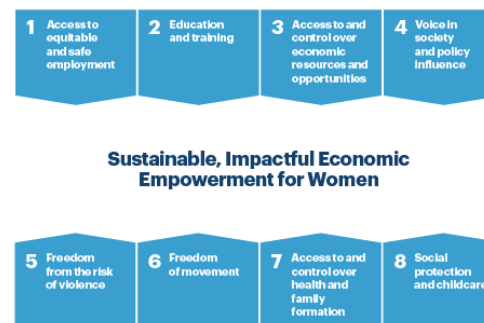 1 Access to
equitable
and safe
employment
2 Education
and training
3 Access to and
control over
economic
resources and
opportunities
4 Voice in
society
and policy
influence
Sustainable, Impactful Economic
Empowerment for Women
5 Freedom
from the risk
of violence
6 Freedom
of movement
7 Access to and
control over
health and
family
formation
8 Social
protection
and childcare